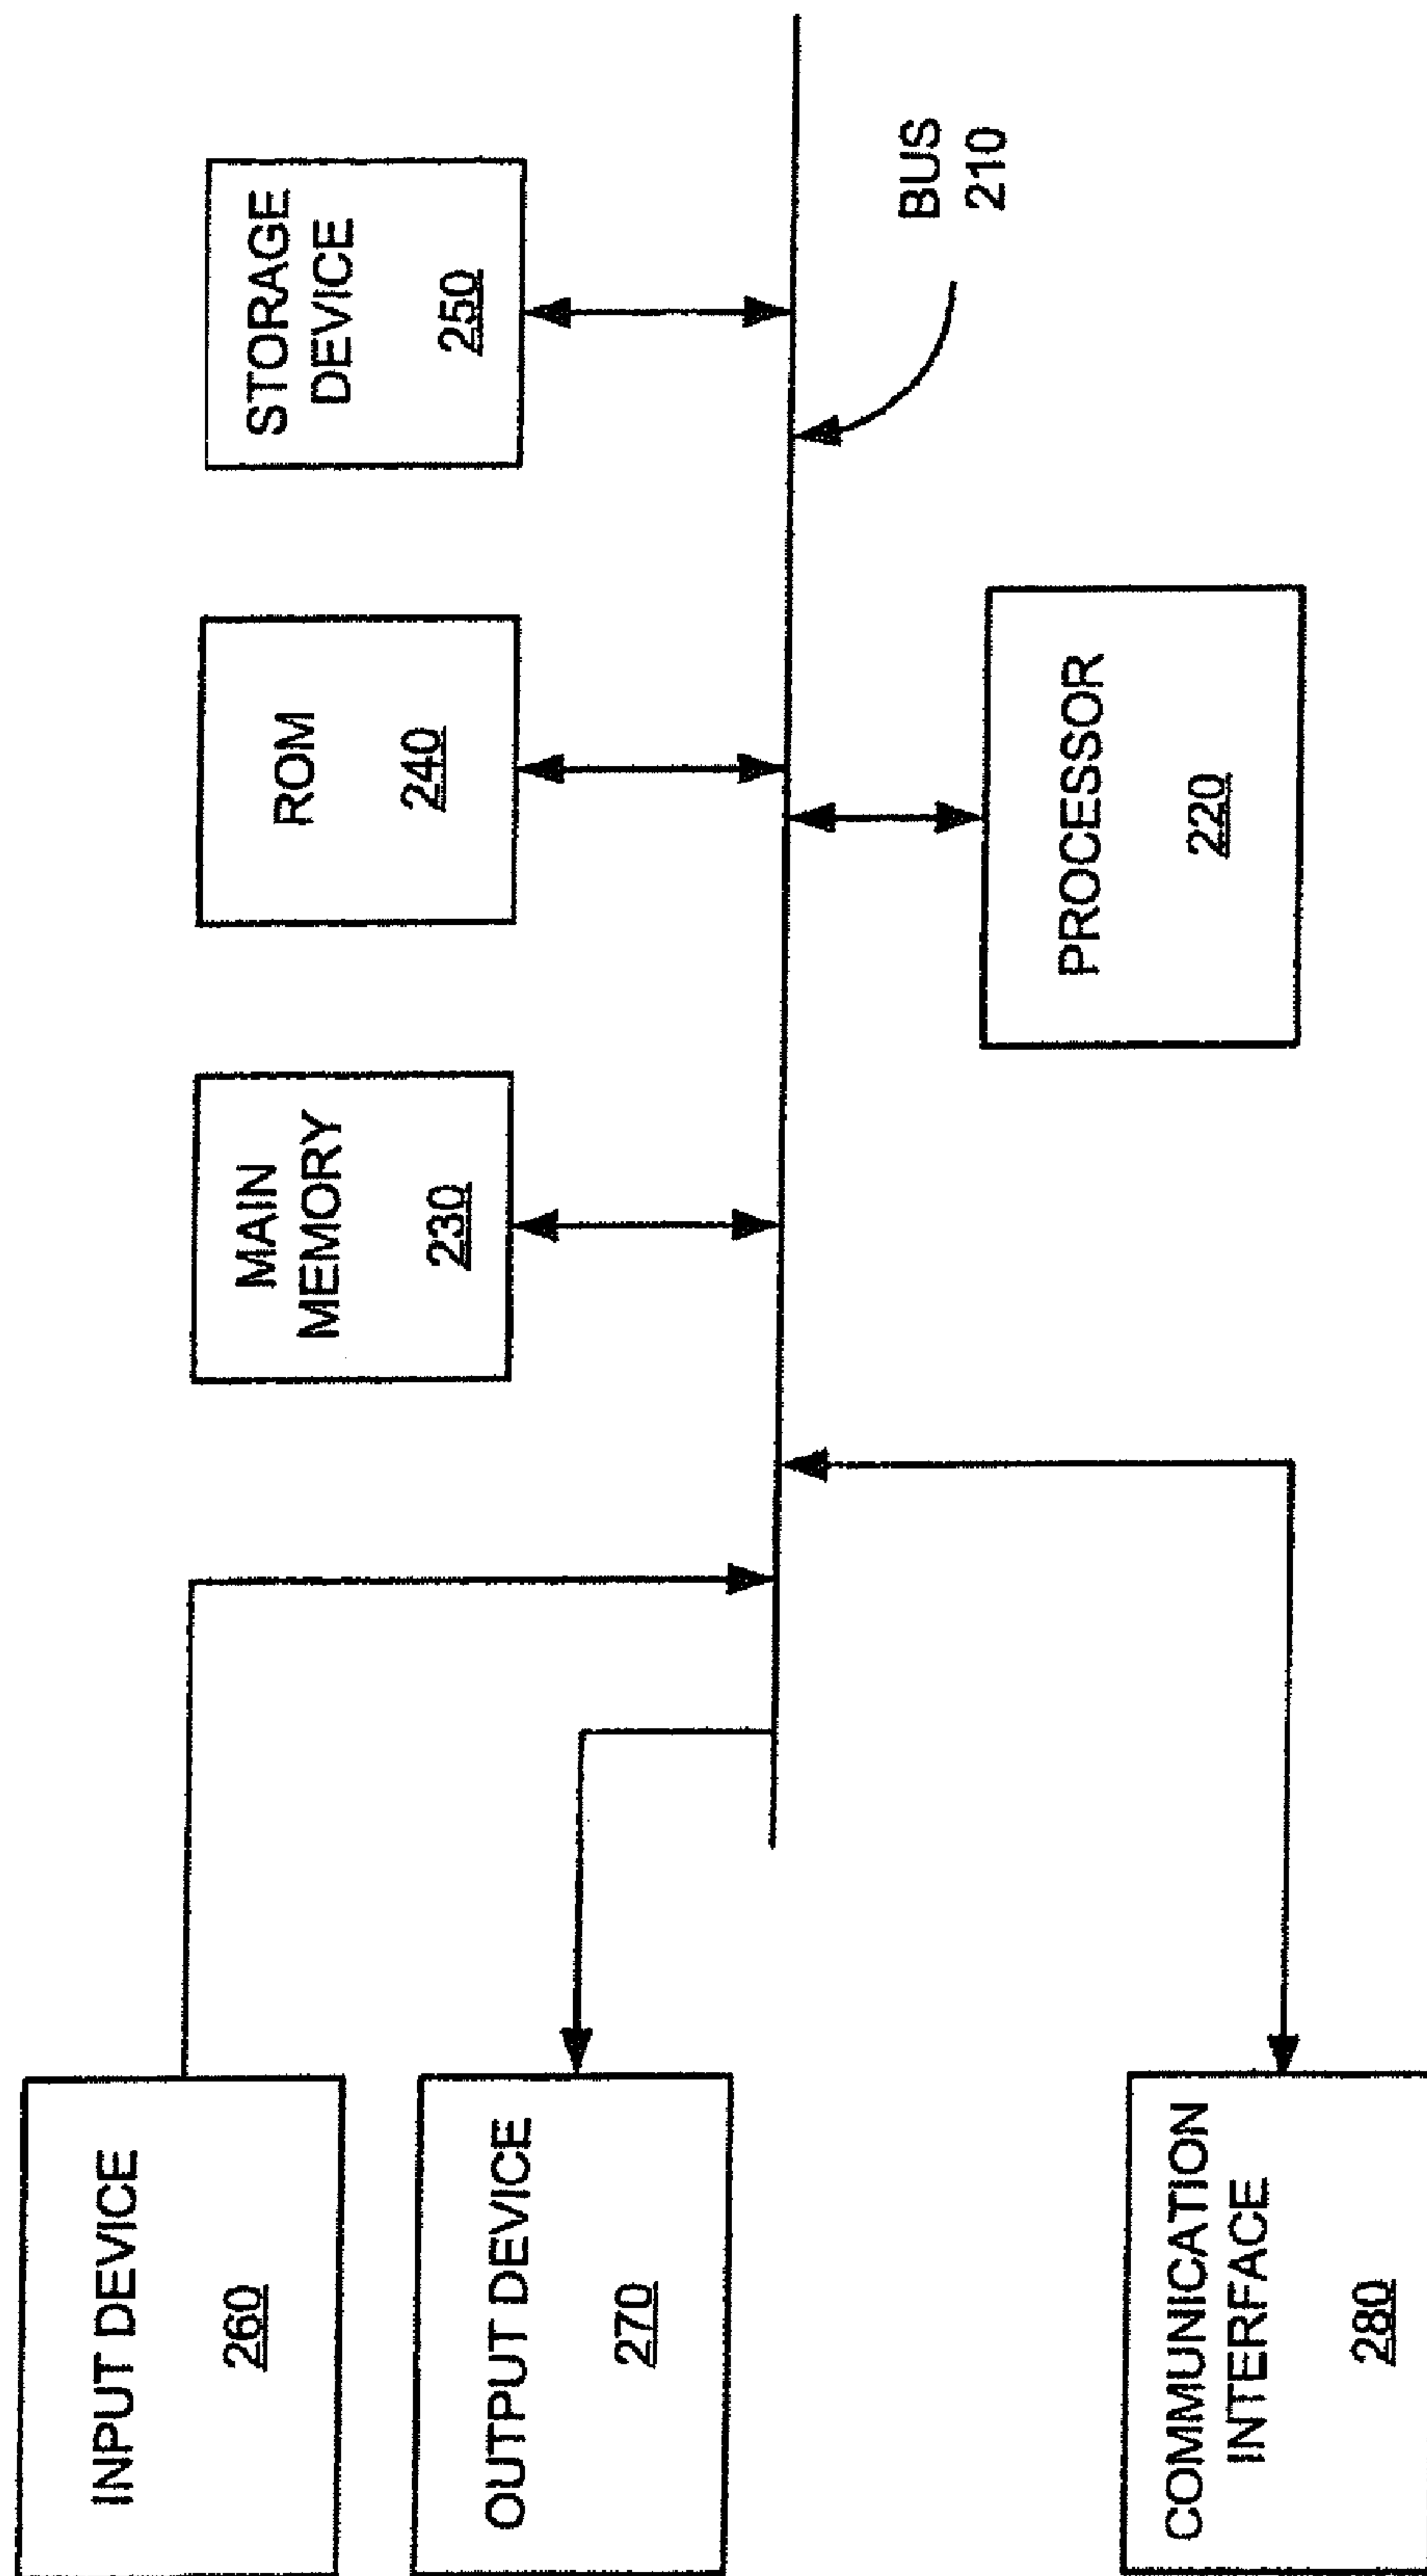 INPUT DEVICE
260
OUTPUT DEVICE
270
COMMUNICATION
INTERFACE
280
MAIN
MEMORY
230
ROM
240
STORAGE
DEVICE
250
PROCESSOR
220
BUS
210